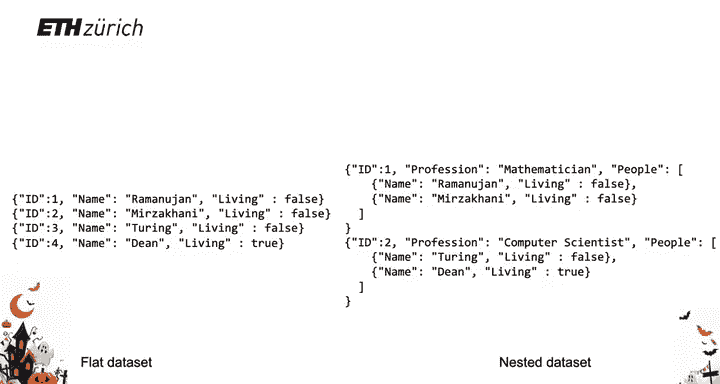 ETH zürich
{"ID":1, "Name": "Ramanujan", "Living" : false}
{"ID":2, "Name": "Mirzakhani", "Living" : false}
{"ID":3, "Name": "Turing", "Living" : false}
{"ID":4, "Name": "Dean", "Living" : true}
Flat dataset
{"ID":1, "Profession": "Mathematician", "People": [
{"Name": "Ramanujan", "Living" : false},
{"Name": "Mirzakhani", "Living" : false}
]
}
{"ID":2, "Profession": "Computer Scientist", "People": [
{"Name": "Turing", "Living" : false},
{"Name": "Dean", "Living" : true}
]
}
Nested dataset